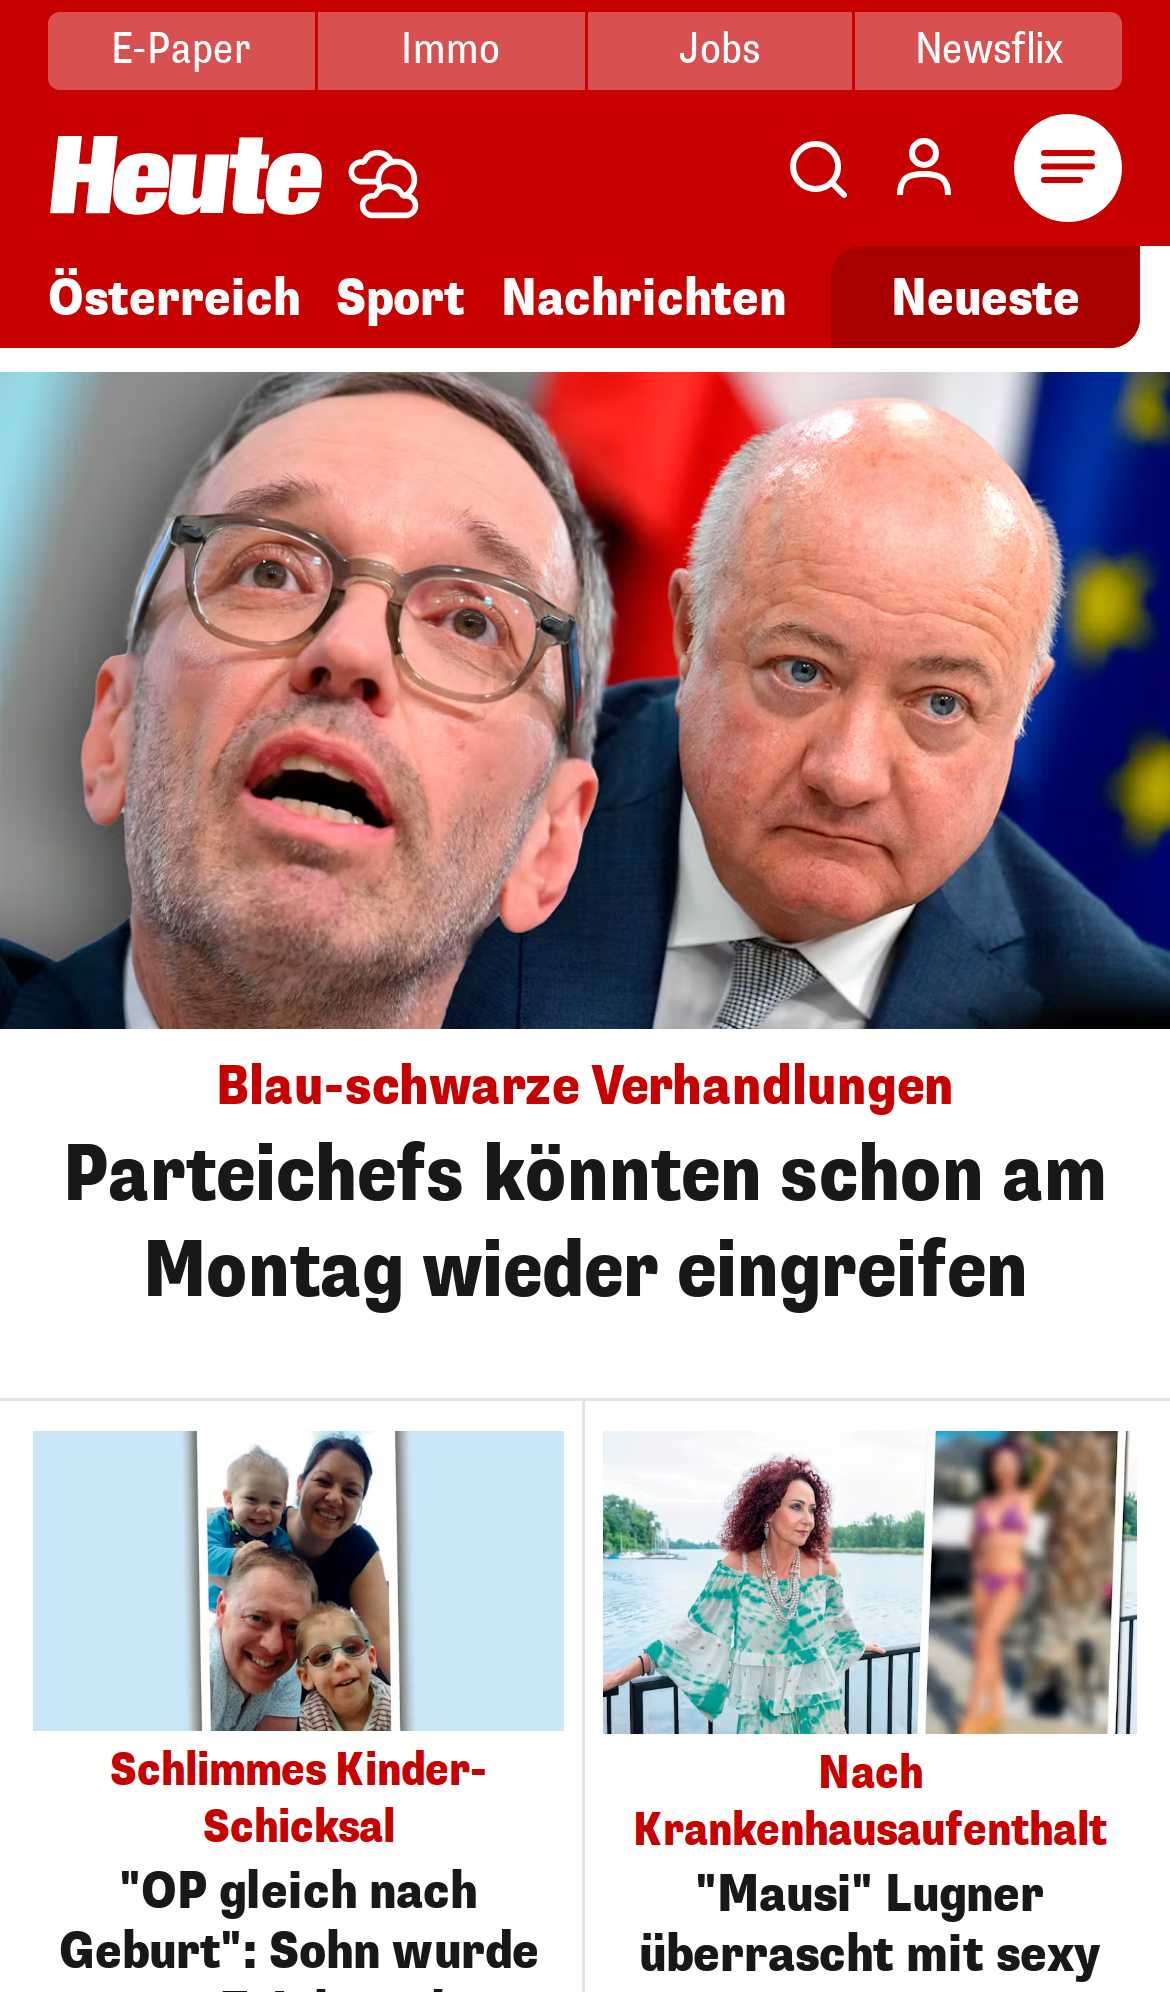 E-Paper Immo Jobs Newsflix
Heute
Österreich Sport Nachrichten Neueste
Blau-schwarze Verhandlungen
Parteichefs könnten schon am
Montag wieder eingreifen
Schlimmes Kinder-
Schicksal
"OP gleich nach
Geburt": Sohn wurde
Nach
Krankenhausaufenthalt
"Mausi" Lugner
überrascht mit sexy